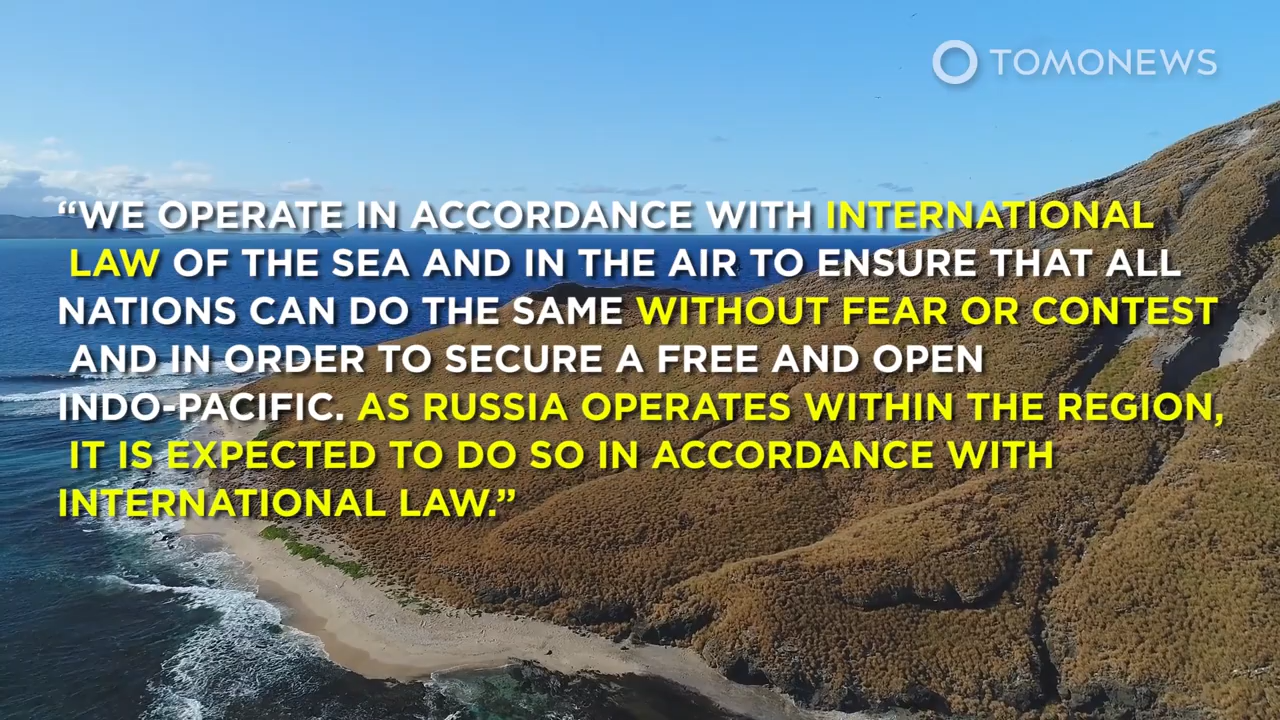 TOMONEWS
“WE OPERATE IN ACCORDANCE WITH INTERNATIONAL
LAW OF THE SEA AND IN THE AIR TO ENSURE THAT ALL
NATIONS CAN DO THE SAME WITHOUT FEAR OR CONTEST
AND IN ORDER TO SECURE A FREE AND OPEN
INDO-PACIFIC. AS RUSSIA OPERATES WITHIN THE REGION,
IT IS EXPECTED TO DO SO IN ACCORDANCE WITH
INTERNATIONAL LAW.”